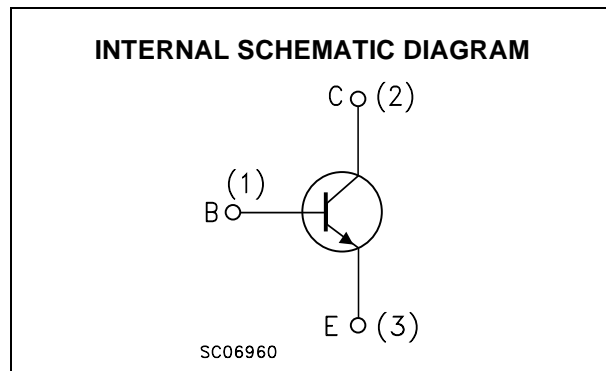 INTERNAL SCHEMATIC DIAGRAM
C (2)
(1)
B
E (3)
SC06960